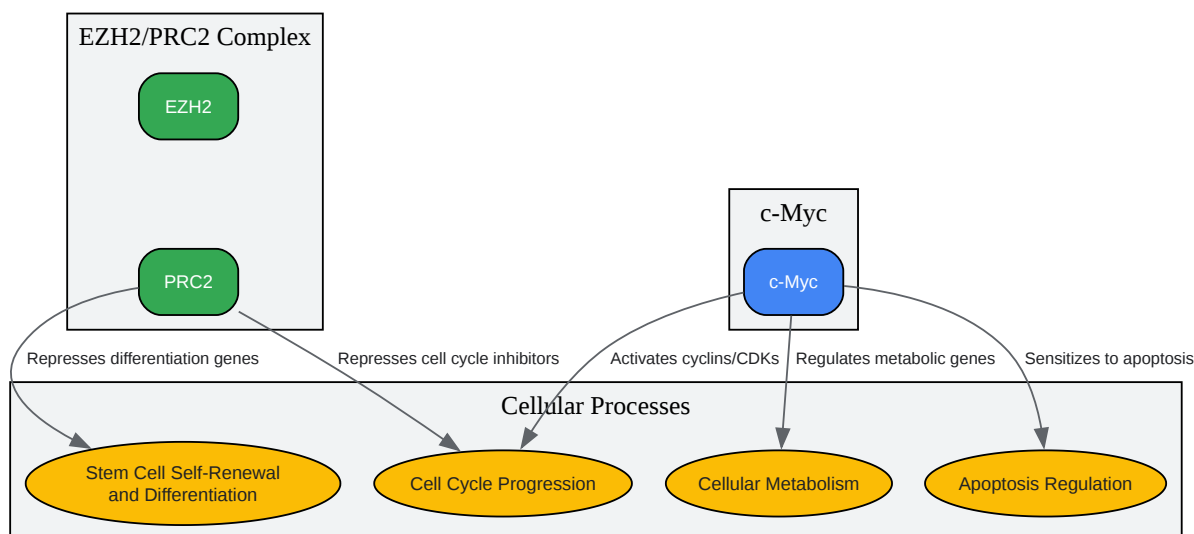 EZH2/PRC2 Complex
EZH2
c-Myc
PRC2
c-Myc
Represses differentiation genes
Represses cell cycle inhibitors
Activates cyclins/CDKs
Regulates metabolic genes
Sensitizes to apoptosis
Cellular Processes
Stem Cell Self-Renewal
and Differentiation
Cell Cycle Progression
Cellular Metabolism
Apoptosis Regulation